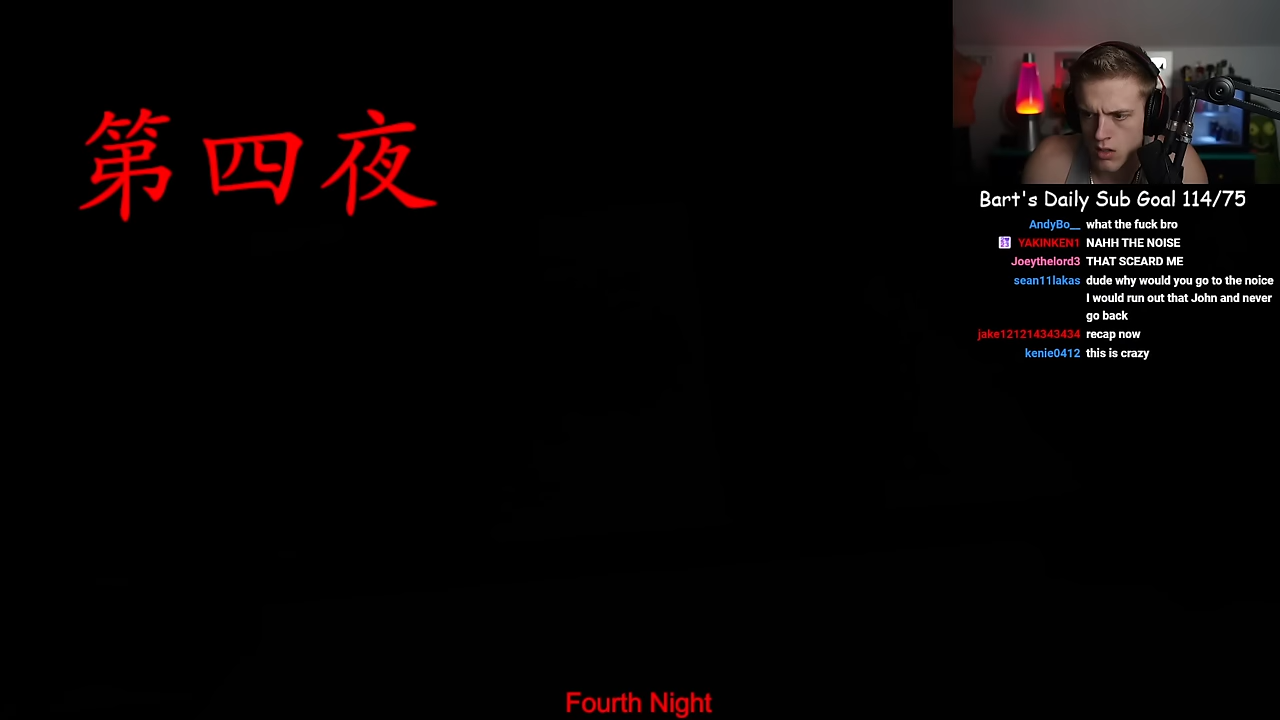 第四夜
Bart's Daily Sub Goal 114/75
AndyBo__ what the fuck bro
YAKINKEN1 NAHH THE NOISE
Joeythelord3 THAT SCEARD ME
sean11lakas dude why would you go to the noice
I would run out that John and never
go back
jake121214343434 recap now
kenie0412 this is crazy
Fourth Night